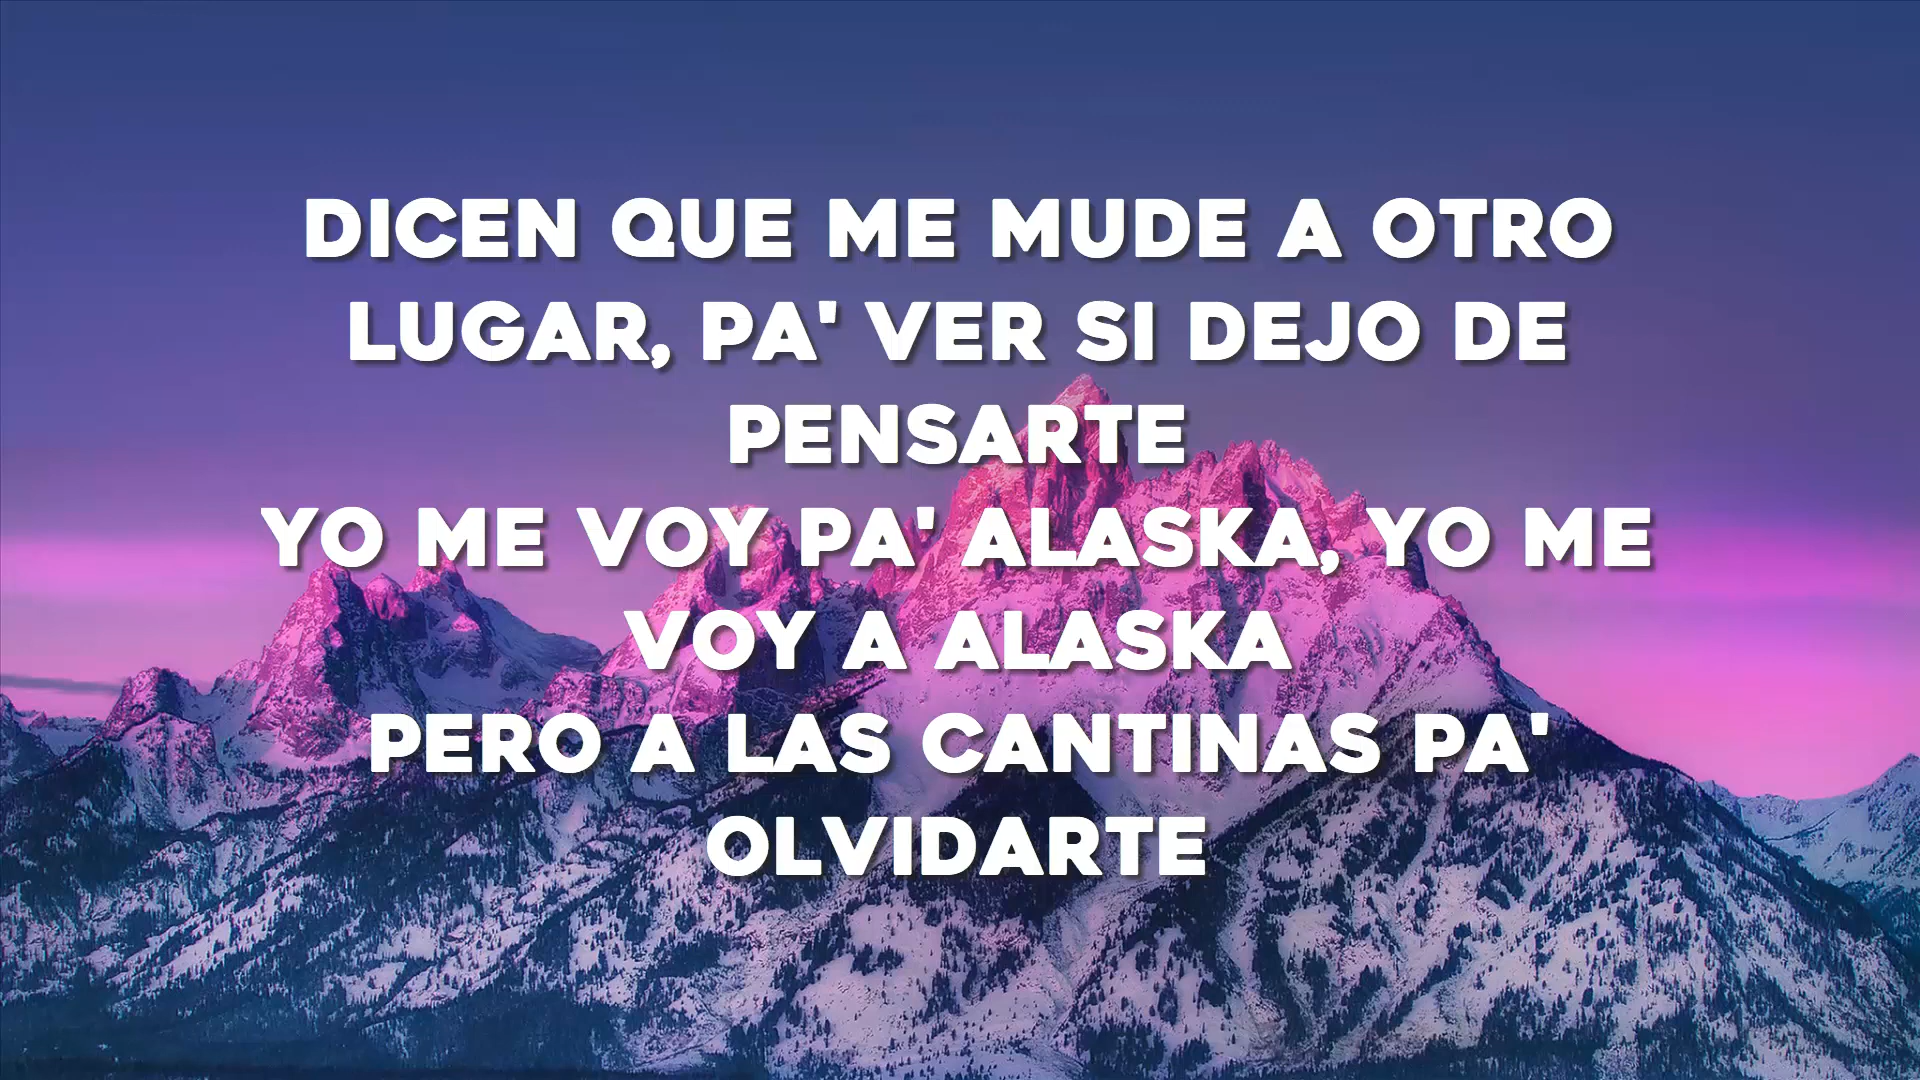 DICEN QUE ME MUDE A OTRO
LUGAR, PA' VER SI DEJO DE
PENSARTE
YO ME VOY PA' ALASKA, YO ME
VOY A ALASKA
PERO A LAS CANTINAS PA'
OLVIDARTE